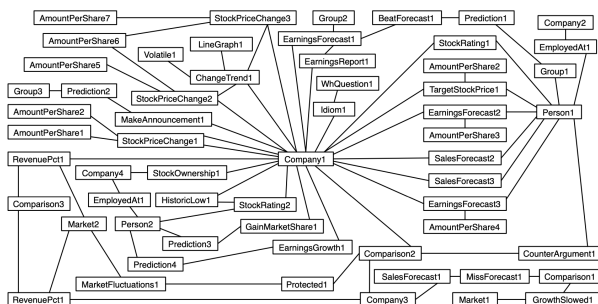 AmountPerShare7
StockPriceChange3
Group2
BeatForecast1
Prediction1
Company2
AmountPerShare6
LineGraph1
EarningsForecast1
StockRating1
EmployedAt1
Volatile1
EarningsReport1
AmountPerShare5
ChangeTrend1
AmountPerShare2
Group1
WhQuestion1
Group3
Prediction2
StockPriceChange2
TargetStockPrice1
AmountPerShare2
MakeAnnouncement1
Idiom1
EarningsForecast2
Person1
AmountPerShare1
StockPriceChange1
AmountPerShare3
RevenuePct1
Company1
SalesForecast2
Company4
StockOwnership1
SalesForecast3
Comparison3
EmployedAt1
HistoricLow1
StockRating2
EarningsForecast3
Market2
Person2
GainMarketShare1
AmountPerShare4
Prediction3
EarningsGrowth1
Comparison2
CounterArgument1
Prediction4
MarketFluctuations1
Protected1
SalesForecast1
MissForecast1
Comparison1
RevenuePct1
Company3
Market1
GrowthSlowed1